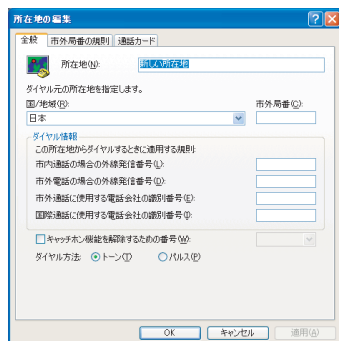 所在地の編集
全般 市外局番の規則 通話カード
所在地(N): 新しい所在地
ダイヤル元の所在地を指定します。
国/地域(R): 市外局番(C):
日本
ダイヤル情報
この所在地からダイヤルするときに適用する規則:
市内通話の場合の外線発信番号(L):
市外電話の場合の外線発信番号(D):
市外通話に使用する電話会社の識別番号(E):
国際通話に使用する電話会社の識別番号(I):
キャッチホン機能を解除するための番号(W):
ダイヤル方法: トーン(T) パルス(P)
OK キャンセル 適用(A)